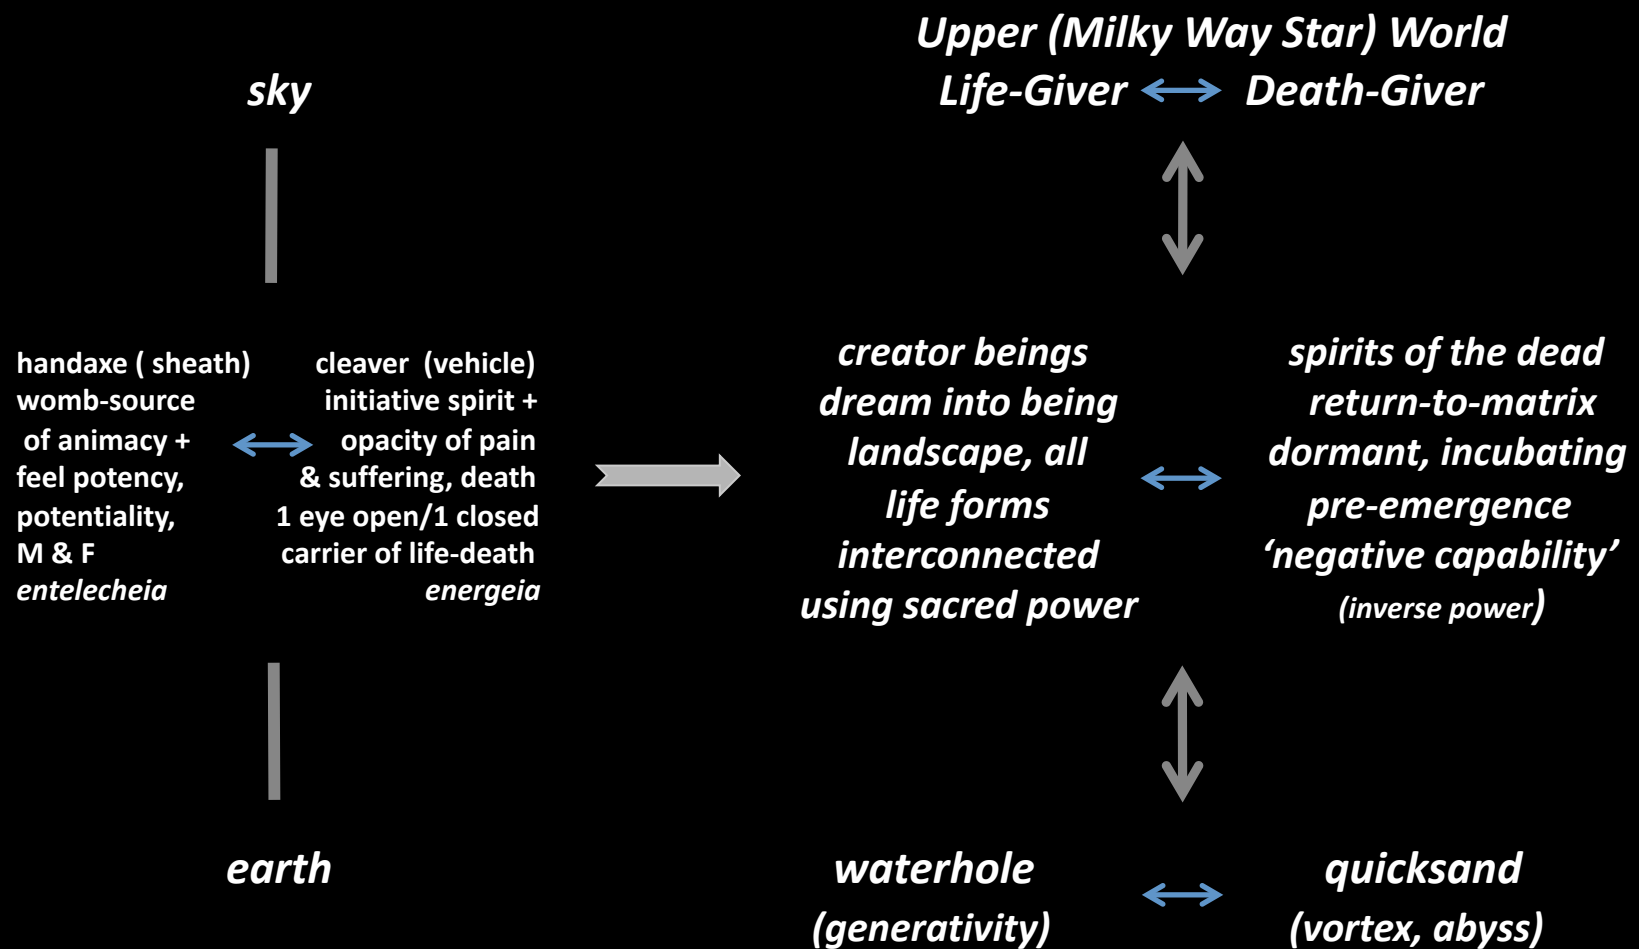 sky
handaxe ( sheath)
womb-source
of animacy +
feel potency,
potentiality,
M & F
entelecheia
cleaver (vehicle)
initiative spirit +
opacity of pain
& suffering, death
1 eye open/1 closed
carrier of life-death
energeia
earth
Upper (Milky Way Star) World
Life-Giver Death-Giver
creator beings
dream into being
landscape, all
life forms
interconnected
using sacred power
spirits of the dead
return-to-matrix
dormant, incubating
pre-emergence
‘negative capability’
(inverse power)
waterhole
(generativity)
quicksand
(vortex, abyss)